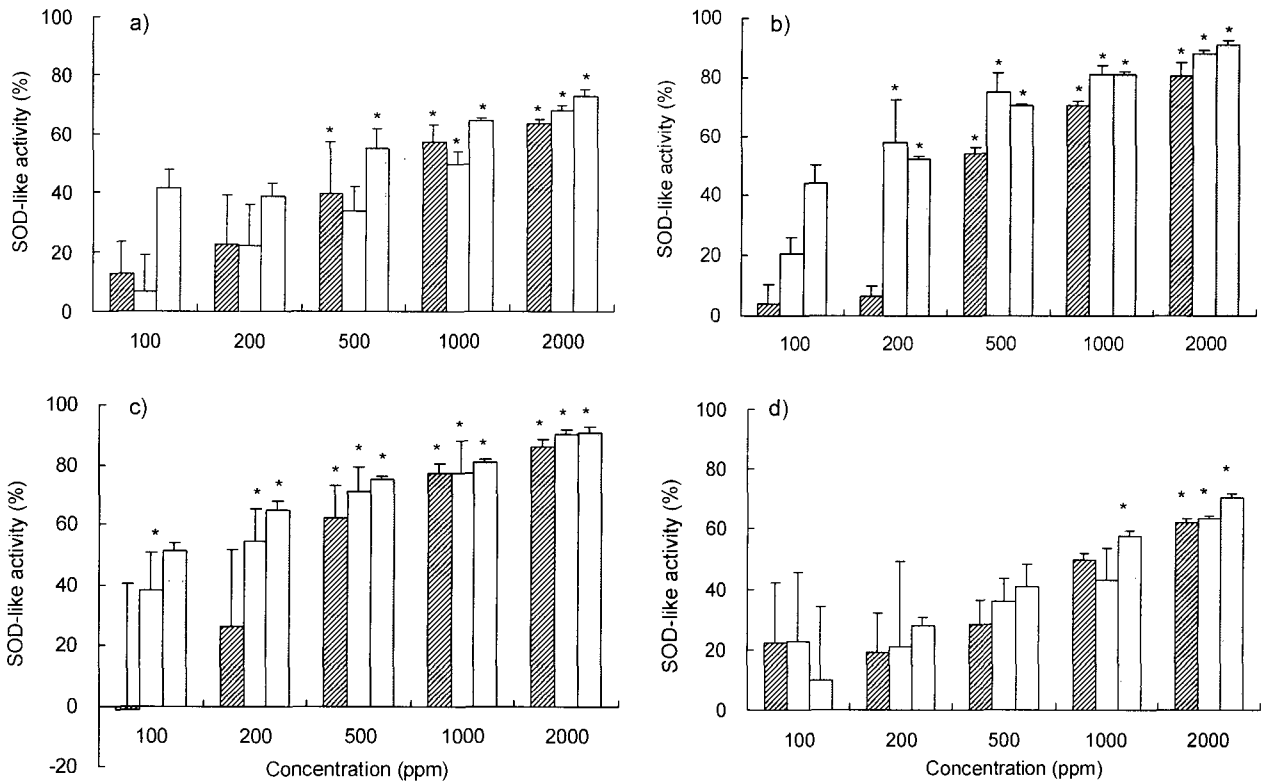 a)
SOD-like activity (%)
80
60
40
20
0
* * * * * * * *
100 200 500 1000 2000
b)
SOD-like activity (%)
100
80
60
40
20
0
* * * * * * * * * * *
100 200 500 1000 2000
c)
SOD-like activity (%)
100
80
60
40
20
0
-20
* * * * * * * * * * * *
100 200 500 1000 2000
Concentration (ppm)
d)
SOD-like activity (%)
100
80
60
40
20
0
* * * *
100 200 500 1000 2000
Concentration (ppm)